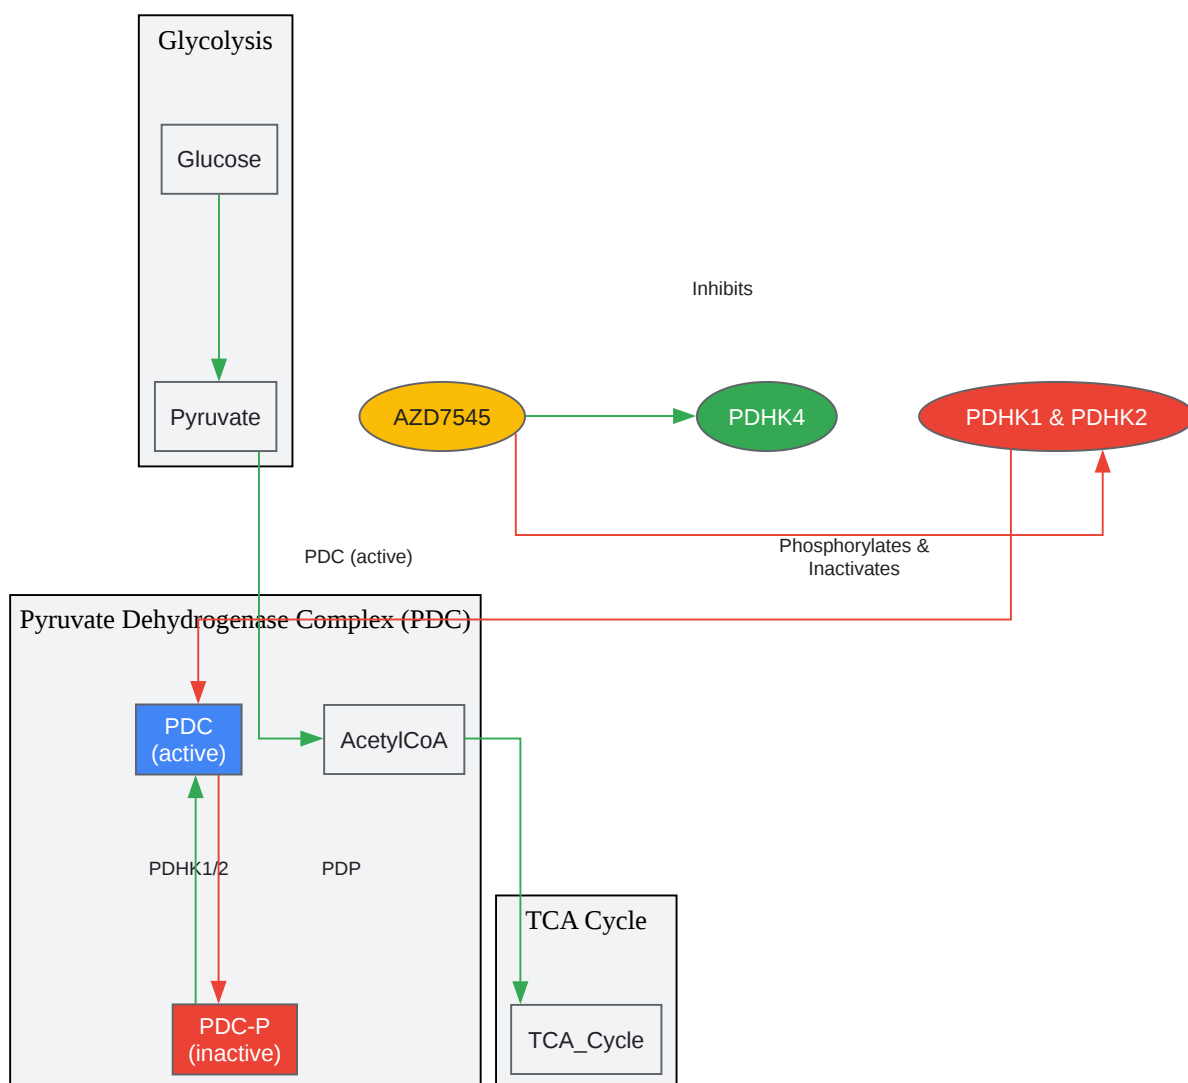 Glycolysis
Glucose
Inhibits
Pyruvate
AZD7545
PDHK4
PDHK1 & PDHK2
PDC (active)
Phosphorylates &
Inactivates
Pyruvate Dehydrogenase Complex (PDC)
PDC
(active)
AcetylCoA
PDHK1/2
PDP
TCA Cycle
PDC-P
(inactive)
TCA_Cycle